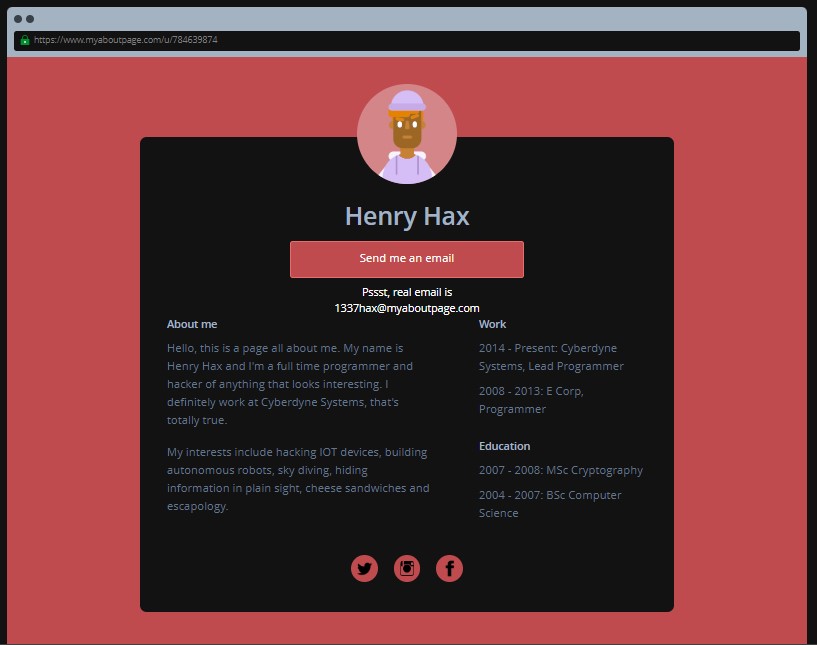 https://www.myaboutpage.com/u/784639874
Henry Hax
Send me an email
Pssst, real email is
1337hax@myaboutpage.com
About me
Hello, this is a page all about me. My name is
Henry Hax and I'm a full time programmer and
hacker of anything that looks interesting. I
definitely work at Cyberdyne Systems, that's
totally true.
My interests include hacking IOT devices, building
autonomous robots, sky diving, hiding
information in plain sight, cheese sandwiches and
escapology.
Work
2014 - Present: Cyberdyne
Systems, Lead Programmer
2008 - 2013: E Corp,
Programmer
Education
2007 - 2008: MSc Cryptography
2004 - 2007: BSc Computer
Science